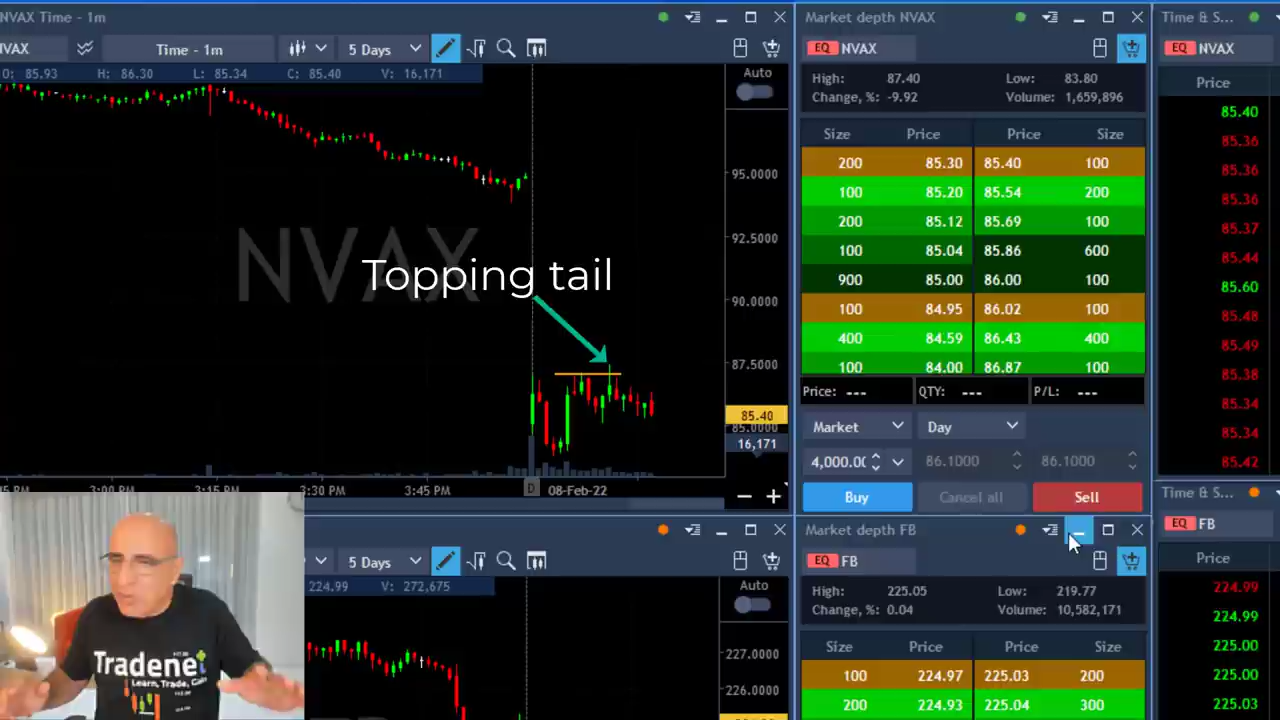 NVAX Time - 1m
NVAX
Time - 1m
5 Days
O: 85.93 H: 86.30 L: 85.34 C: 85.40 V: 16,171
Auto
NVAX
Topping tail
95.0000
92.5000
90.0000
87.5000
85.40
85.0000
16,171
3:00 PM 3:15 PM 3:30 PM 3:45 PM D 08-Feb-22
Market depth NVAX
EQ NVAX
High: 87.40 Low: 83.80
Change, %: -9.92 Volume: 1,659,896
Size Price Price Size
200 85.30 85.40 100
100 85.20 85.54 200
200 85.12 85.69 100
100 85.04 85.86 600
900 85.00 86.00 100
100 84.95 86.02 100
400 84.59 86.43 400
100 84.00 86.87 100
Price: --- QTY: --- P/L: ---
Market Day
86.1000 86.1000
Buy Cancel all Sell
Time & S...
EQ NVAX
Price
85.40
85.36
85.36
85.36
85.37
85.44
85.60
85.48
85.49
85.38
85.34
85.34
85.42
5 Days
224.99 V: 272,675
Auto
227.0000
226.0000
Market depth FB
EQ FB
High: 225.05 Low: 219.77
Change, %: 0.04 Volume: 10,582,171
Size Price Price Size
100 224.97 225.03 200
200 224.93 225.04 300
Time & S...
EQ FB
Price
224.99
224.99
225.00
225.00
225.03
Tradenet
Learn, Trade, Gain